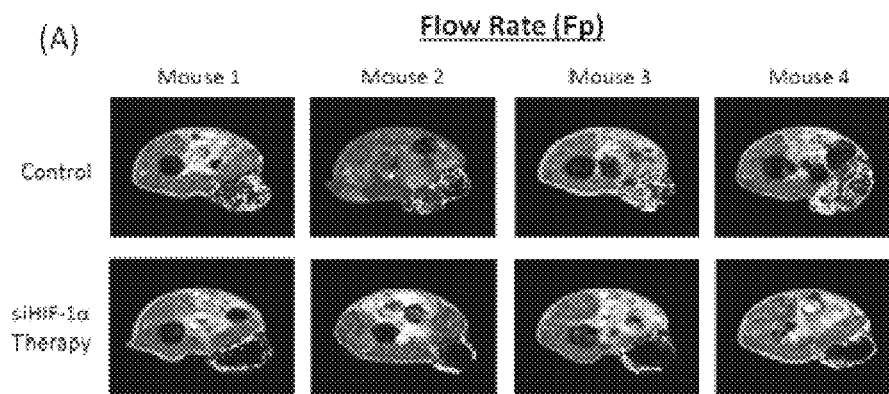 (A)
Flow Rate (Fp)
Mouse 1 Mouse 2 Mouse 3 Mouse 4
Control
siHIF-1α
Therapy